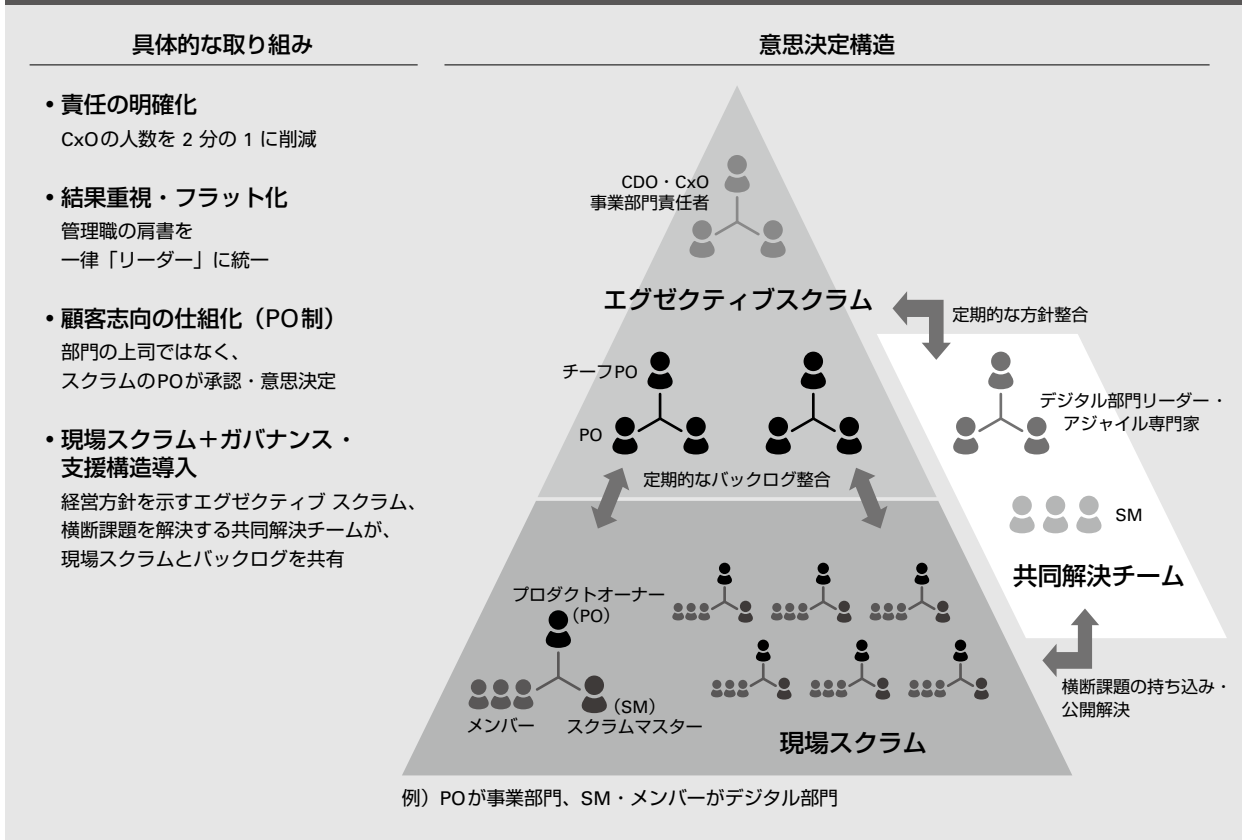 具体的な取り組み
• 責任の明確化
CxOの人数を 2 分の 1 に削減
• 結果重視・フラット化
管理職の肩書を
一律「リーダー」に統一
• 顧客志向の仕組化（PO制）
部門の上司ではなく、
スクラムのPOが承認・意思決定
• 現場スクラム＋ガバナンス・
支援構造導入
経営方針を示すエグゼクティブ スクラム、
横断課題を解決する共同解決チームが、
現場スクラムとバックログを共有
意思決定構造
CDO・CxO
事業部門責任者
エグゼクティブスクラム
定期的な方針整合
チーフPO
PO
定期的なバックログ整合
デジタル部門リーダー・
アジャイル専門家
SM
共同解決チーム
プロダクトオーナー
（PO）
メンバー
（SM）
スクラムマスター
現場スクラム
横断課題の持ち込み・
公開解決
例）POが事業部門、SM・メンバーがデジタル部門